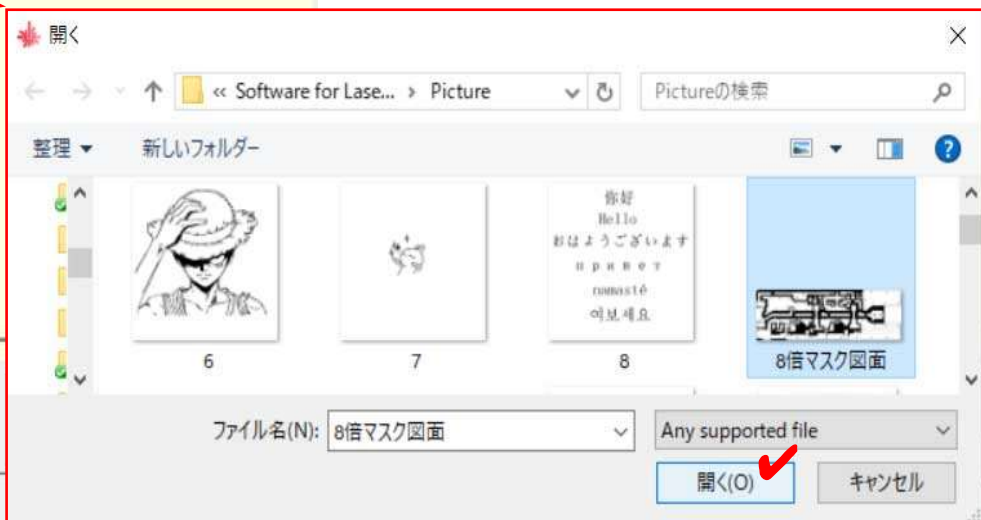 開く
« Software for Lase... › Picture
Pictureの検索
整理
新しいフォルダー
你好
Hello
おはようございます
привет
namasté
여보세요
6
7
8
8倍マスク図面
ファイル名(N):
8倍マスク図面
Any supported file
開く(O)
キャンセル